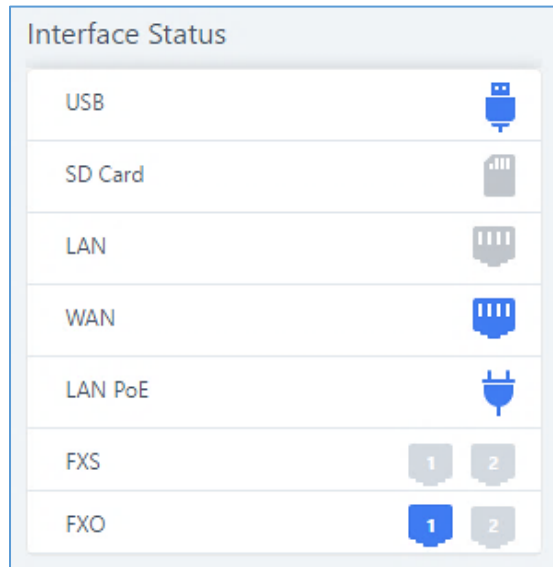 Interface Status
USB
SD Card
LAN
WAN
LAN PoE
FXS 1 2
FXO 1 2